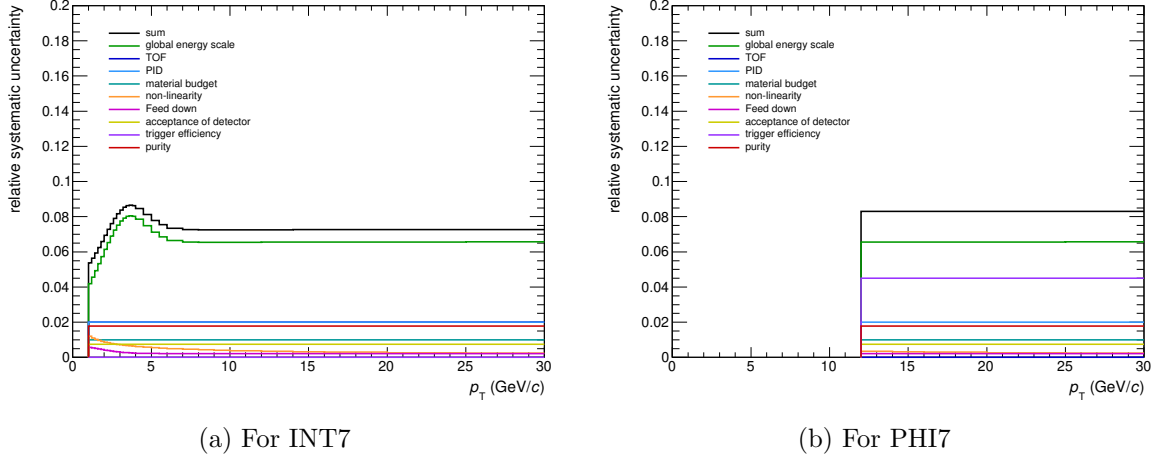 relative systematic uncertainty
0.2
0.18
0.16
0.14
0.12
0.1
0.08
0.06
0.04
0.02
0
sum
global energy scale
TOF
PID
material budget
non-linearity
Feed down
acceptance of detector
trigger efficiency
purity
0 5 10 15 20 25 30
p_T (GeV/c)
(a) For INT7
relative systematic uncertainty
0.2
0.18
0.16
0.14
0.12
0.1
0.08
0.06
0.04
0.02
0
sum
global energy scale
TOF
PID
material budget
non-linearity
Feed down
acceptance of detector
trigger efficiency
purity
0 5 10 15 20 25 30
p_T (GeV/c)
(b) For PHI7